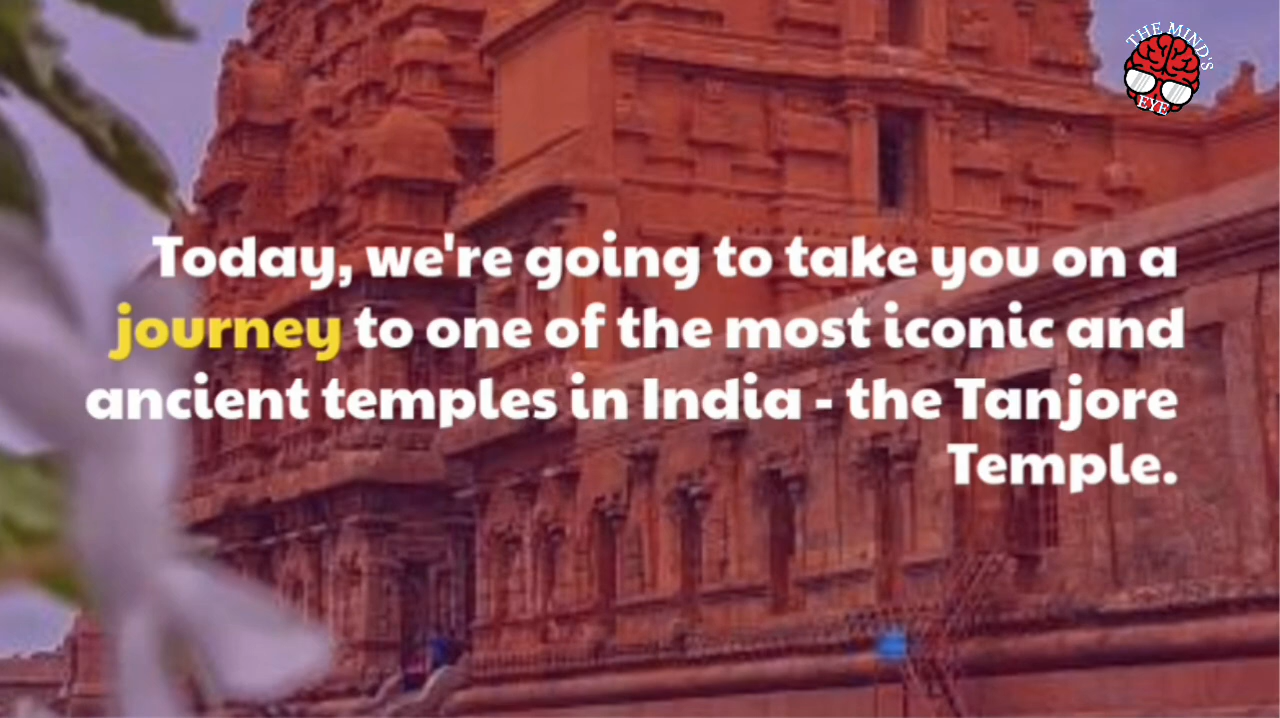 THE MIND'S
EYE
Today, we're going to take you on a
journey to one of the most iconic and
ancient temples in India - the Tanjore
Temple.